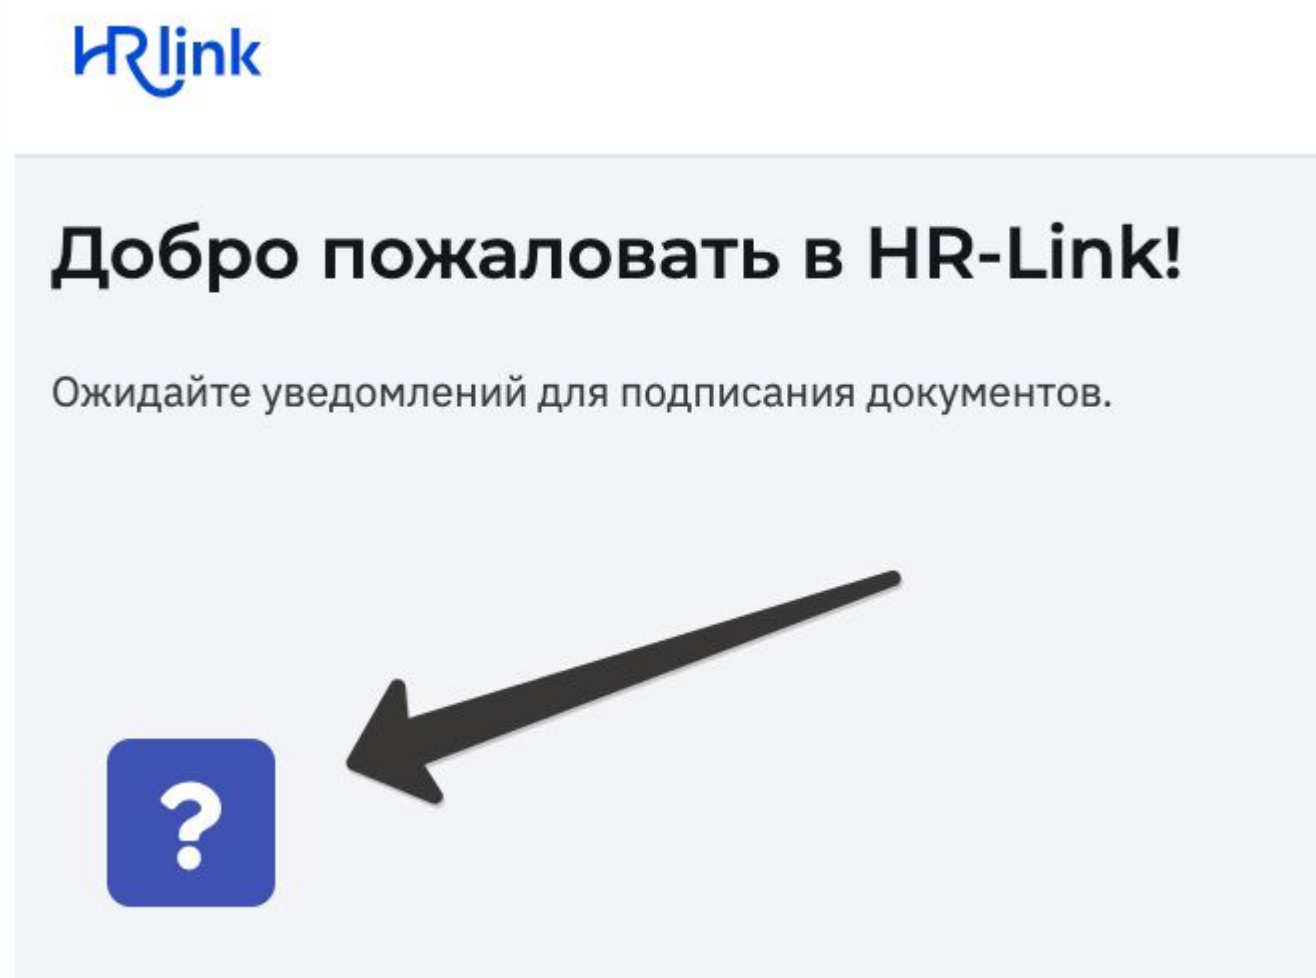 HRlink
Добро пожаловать в HR-Link!
Ожидайте уведомлений для подписания документов.
?